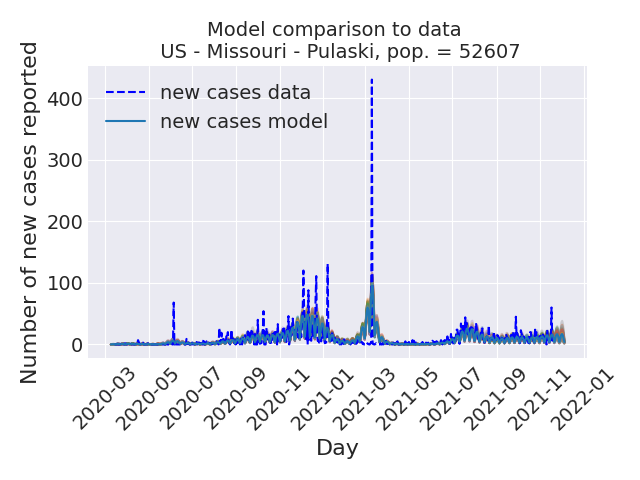 Model comparison to data
US - Missouri - Pulaski, pop. = 52607
Number of new cases reported
400
300
200
100
0
new cases data
new cases model
2020-03
2020-05
2020-07
2020-09
2020-11
2021-01
2021-03
2021-05
2021-07
2021-09
2021-11
2022-01
Day